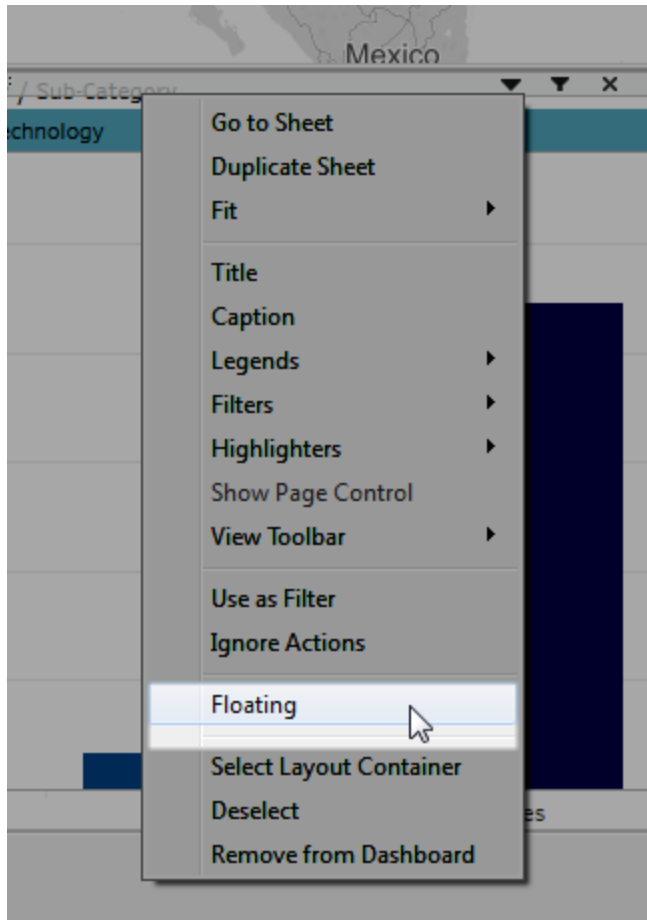 Mexico
/ Sub-Category
echnology
Go to Sheet
Duplicate Sheet
Fit
Title
Caption
Legends
Filters
Highlighters
Show Page Control
View Toolbar
Use as Filter
Ignore Actions
Floating
Select Layout Container
Deselect
es
Remove from Dashboard